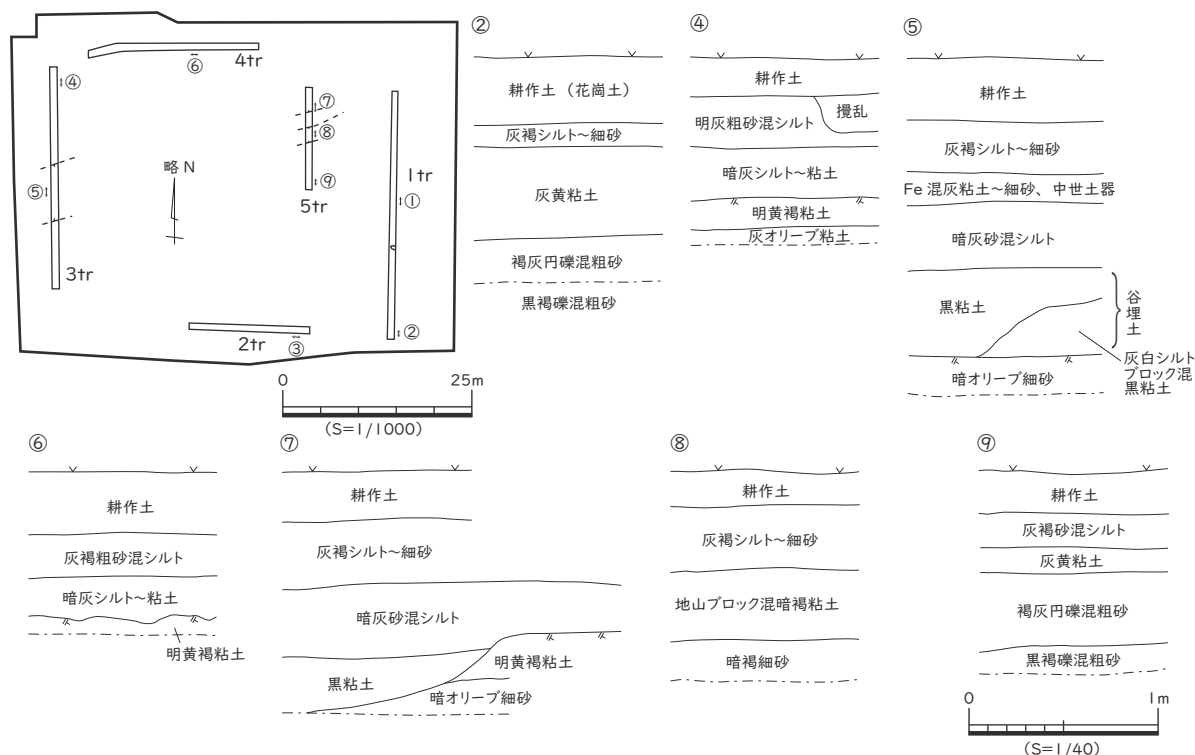 ④
⑥
4tr
⑦
⑧
略N
⑤
⑨
1tr
①
5tr
3tr
2tr
③
②
0
25m
(S=1/1000)
②
耕作土（花崗土）
灰褐シルト～細砂
灰黄粘土
褐灰円礫混粗砂
黒褐礫混粗砂
④
耕作土
攪乱
明灰粗砂混シルト
暗灰シルト～粘土
明黄褐粘土
灰オリーブ粘土
⑤
耕作土
灰褐シルト～細砂
Fe混灰粘土～細砂、中世土器
暗灰砂混シルト
黒粘土
谷埋土
灰白シルト
ブロック混
黒粘土
暗オリーブ細砂
⑥
耕作土
灰褐粗砂混シルト
暗灰シルト～粘土
明黄褐粘土
⑦
耕作土
灰褐シルト～細砂
暗灰砂混シルト
明黄褐粘土
黒粘土
暗オリーブ細砂
⑧
耕作土
灰褐シルト～細砂
地山ブロック混暗褐粘土
暗褐細砂
⑨
耕作土
灰褐砂混シルト
灰黄粘土
褐灰円礫混粗砂
黒褐礫混粗砂
0
1m
(S=1/40)